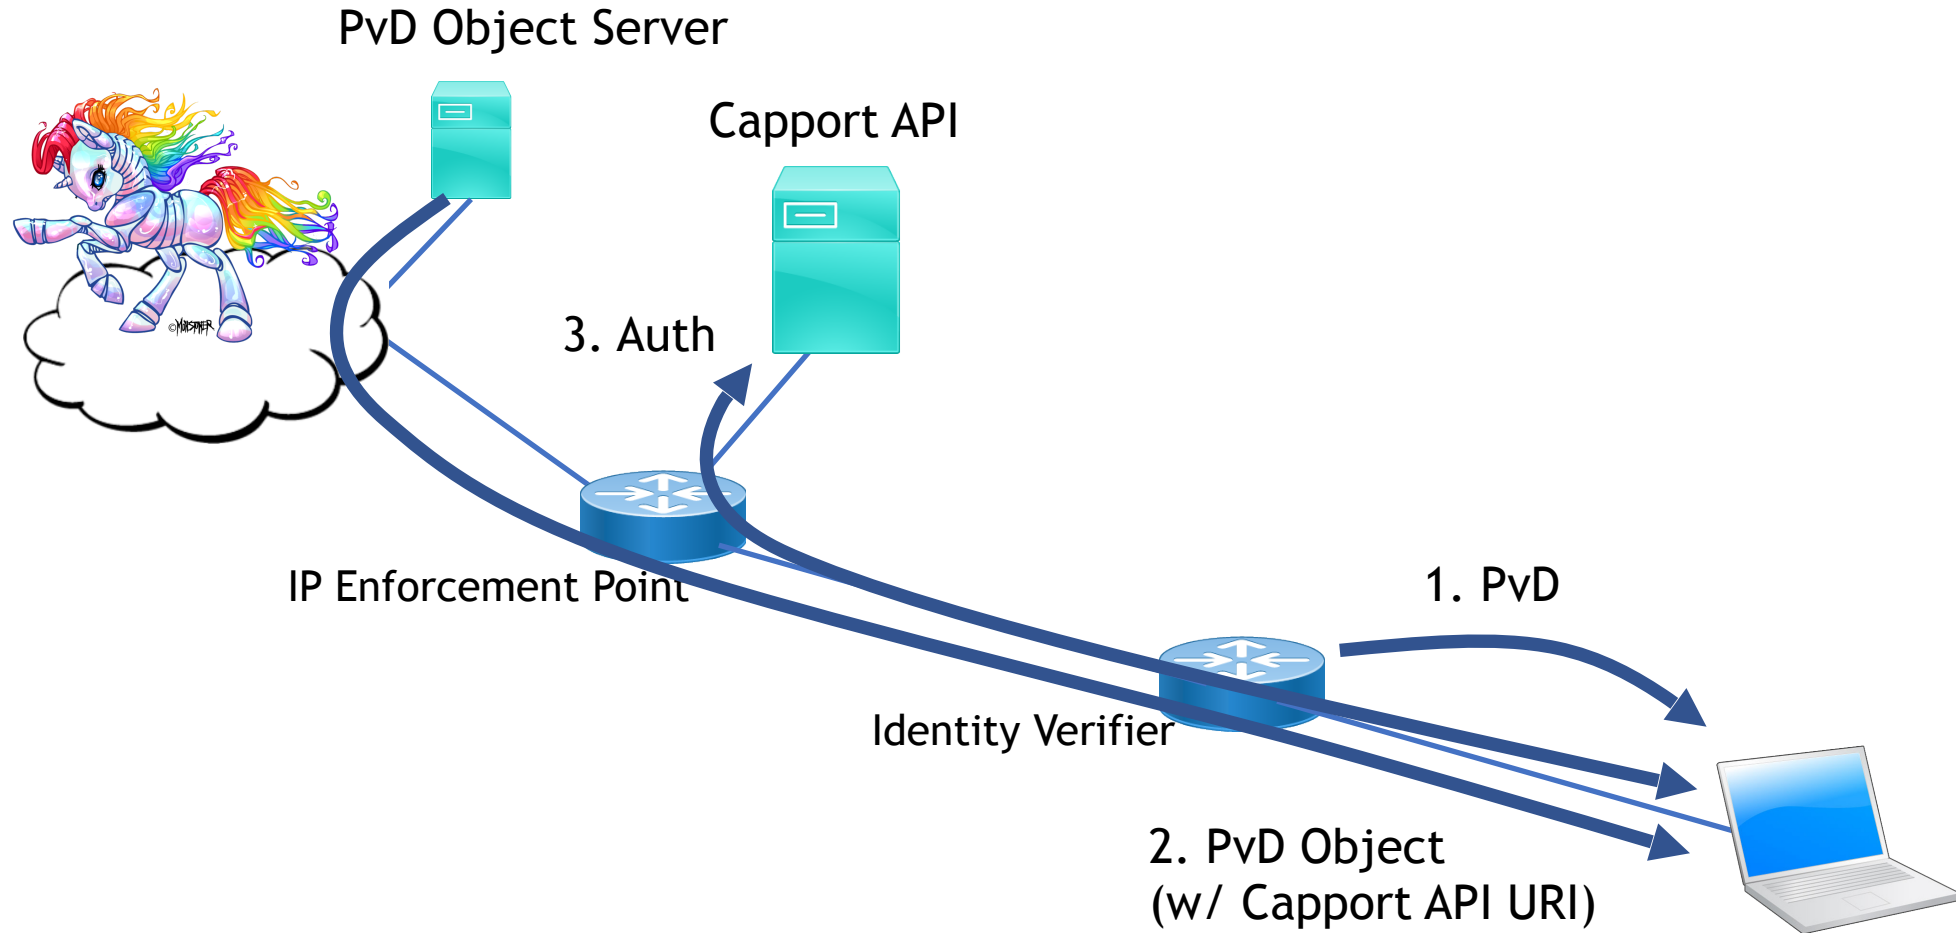 PvD Object Server
Capport API
3. Auth
IP Enforcement Point
1. PvD
Identity Verifier
2. PvD Object
(w/ Capport API URI)